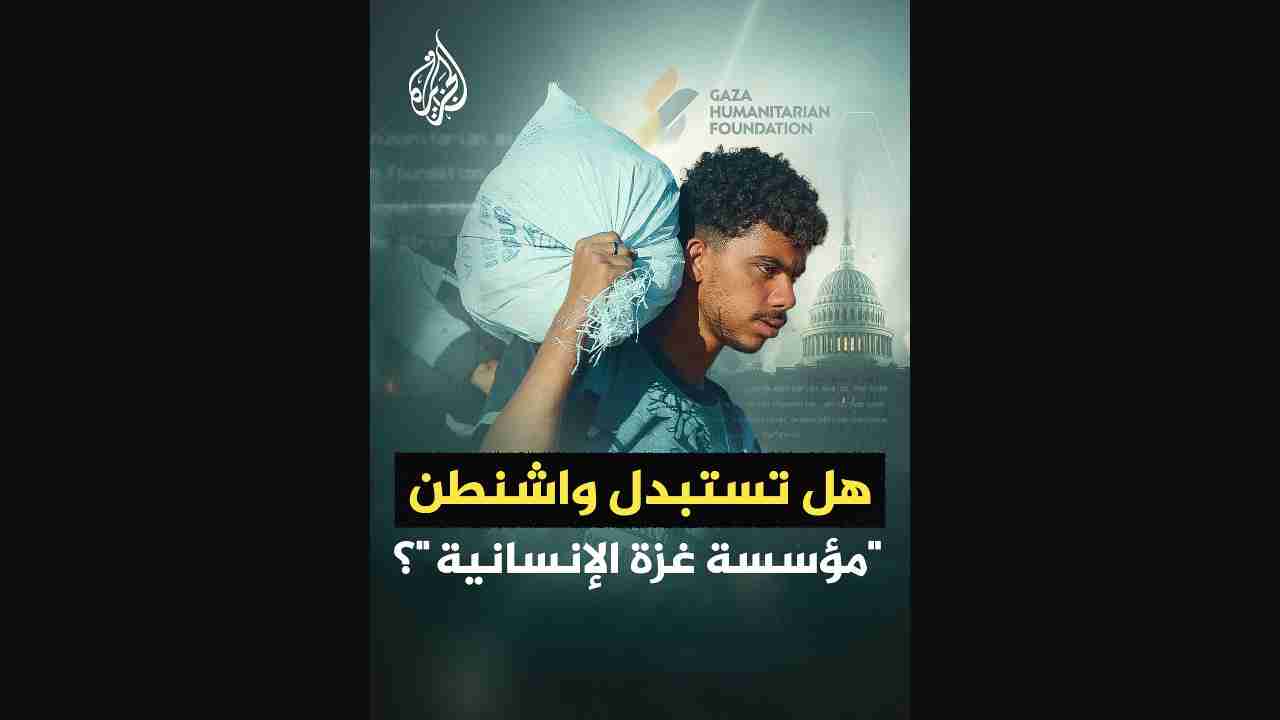 الجزيرة
GAZA
HUMANITARIAN
FOUNDATION
هل تستبدل واشنطن
"مؤسسة غزة الإنسانية "؟